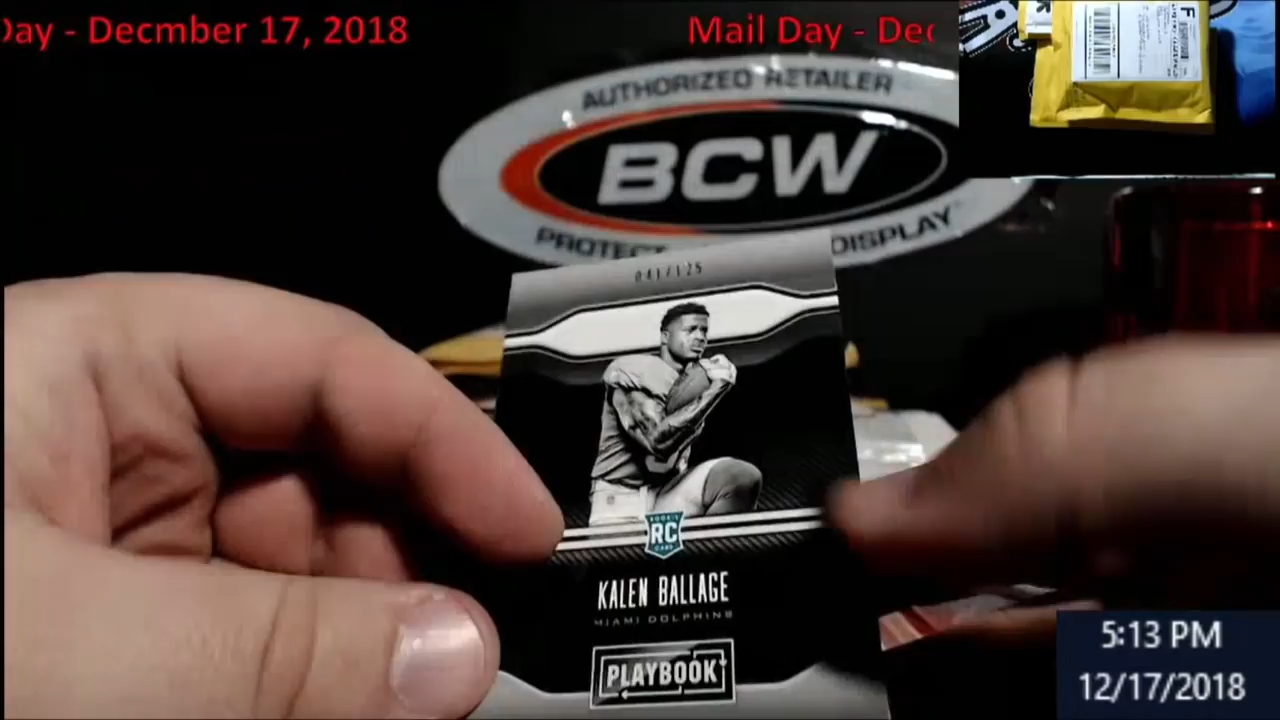 Day - Decmber 17, 2018
Mail Day - Dec
AUTHORIZED RETAILER
BCW
PROTECT DISPLAY
041/125
ROOKIE
RC
CARD
KALEN BALLAGE
MIAMI DOLPHINS
PLAYBOOK
5:13 PM
12/17/2018
F